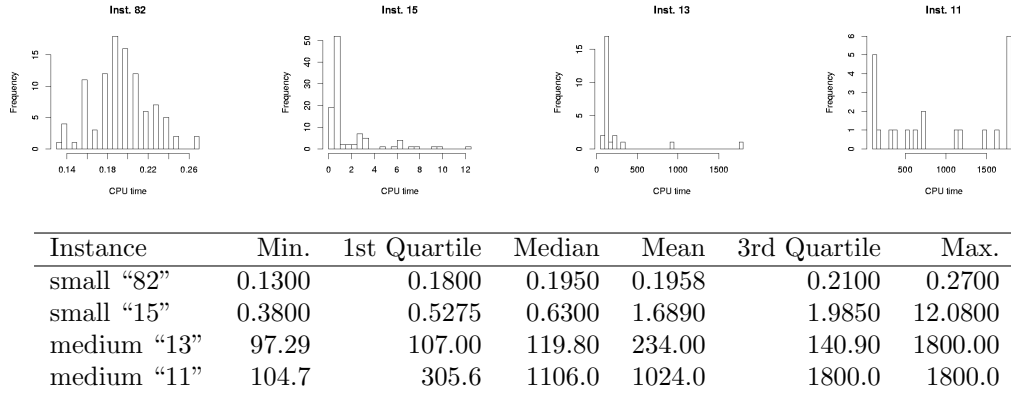 Inst. 82
Frequency
0 5 10 15
0.14 0.18 0.22 0.26
CPU time
Inst. 15
Frequency
0 10 20 30 40 50
0 2 4 6 8 10 12
CPU time
Inst. 13
Frequency
0 5 10 15
0 500 1000 1500
CPU time
Inst. 11
Frequency
0 1 2 3 4 5 6
500 1000 1500
CPU time
Instance Min. 1st Quartile Median Mean 3rd Quartile Max.
small “82” 0.1300 0.1800 0.1950 0.1958 0.2100 0.2700
small “15” 0.3800 0.5275 0.6300 1.6890 1.9850 12.0800
medium “13” 97.29 107.00 119.80 234.00 140.90 1800.00
medium “11” 104.7 305.6 1106.0 1024.0 1800.0 1800.0